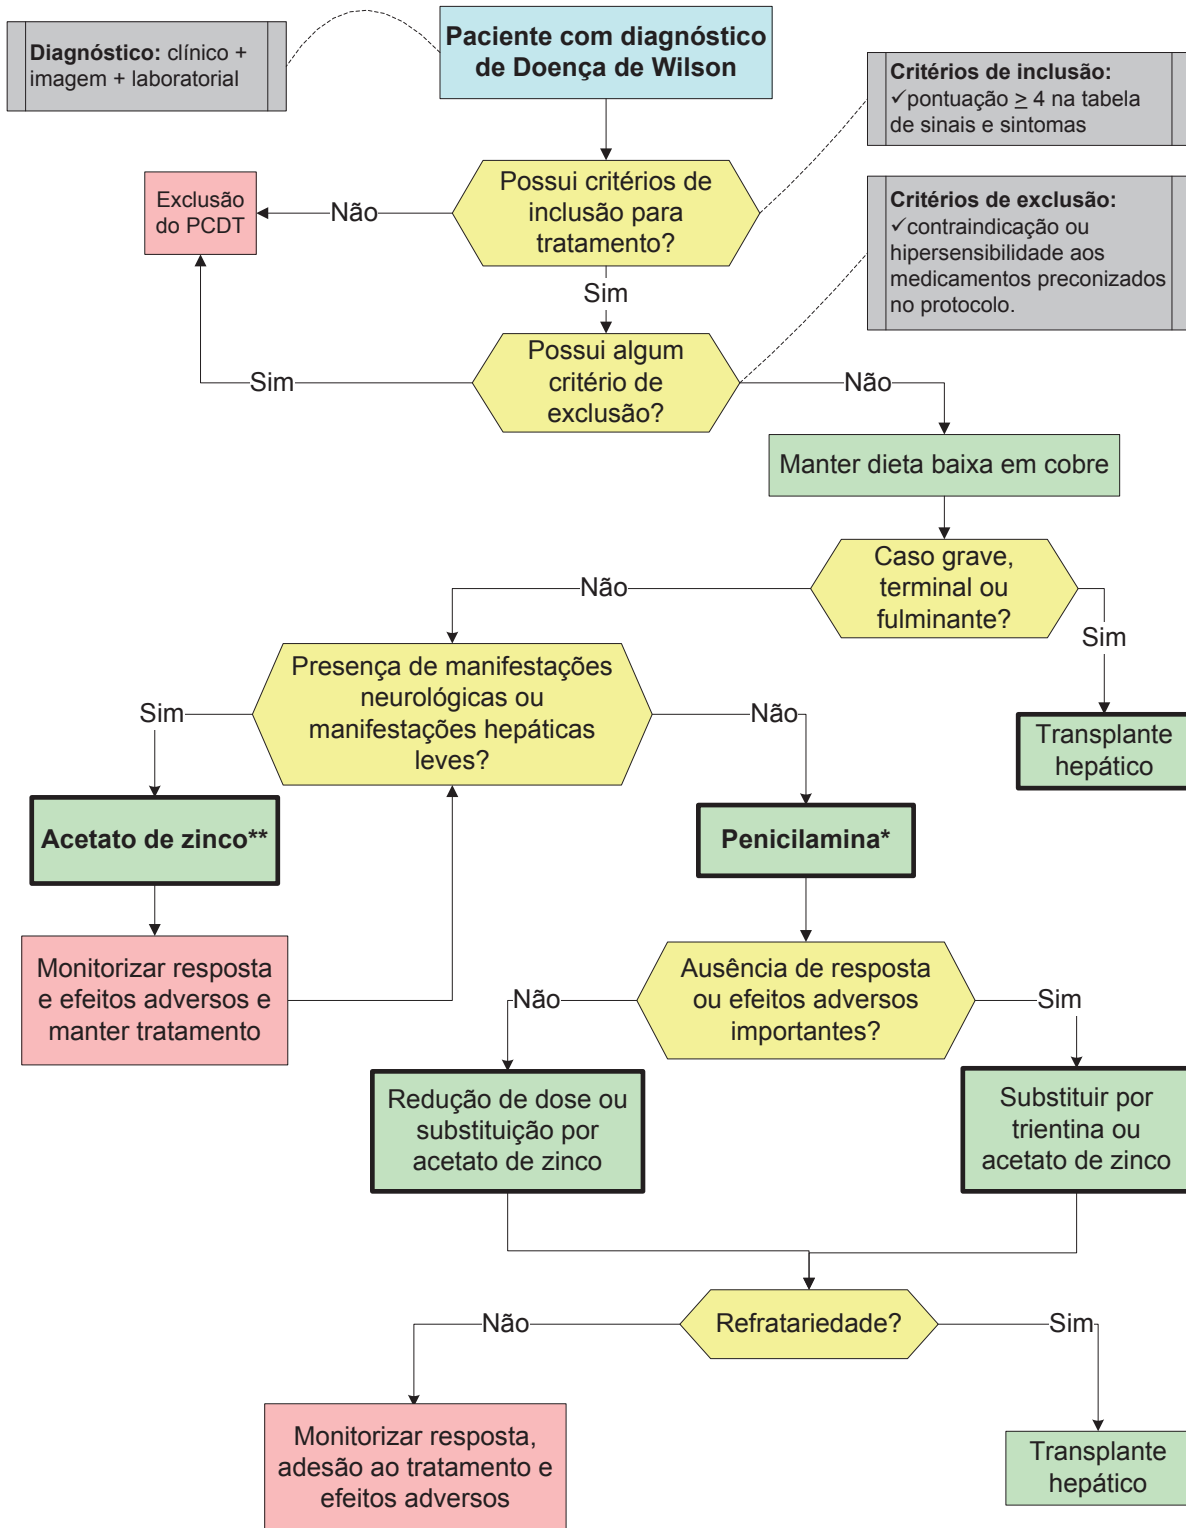 Diagnóstico: clínico +
imagem + laboratorial
Paciente com diagnóstico
de Doença de Wilson
Critérios de inclusão:
✓pontuação ≥ 4 na tabela
de sinais e sintomas
Possui critérios de
inclusão para
tratamento?
Não
Exclusão
do PCDT
Critérios de exclusão:
✓contraindicação ou
hipersensibilidade aos
medicamentos preconizados
no protocolo.
Sim
Possui algum
critério de
exclusão?
Sim
Não
Manter dieta baixa em cobre
Caso grave,
terminal ou
fulminante?
Não
Sim
Presença de manifestações
neurológicas ou
manifestações hepáticas
leves?
Sim
Não
Transplante
hepático
Acetato de zinco**
Penicilamina*
Monitorizar resposta
e efeitos adversos e
manter tratamento
Ausência de resposta
ou efeitos adversos
importantes?
Não
Sim
Redução de dose ou
substituição por
acetato de zinco
Substituir por
trientina ou
acetato de zinco
Refratariedade?
Não
Sim
Monitorizar resposta,
adesão ao tratamento e
efeitos adversos
Transplante
hepático